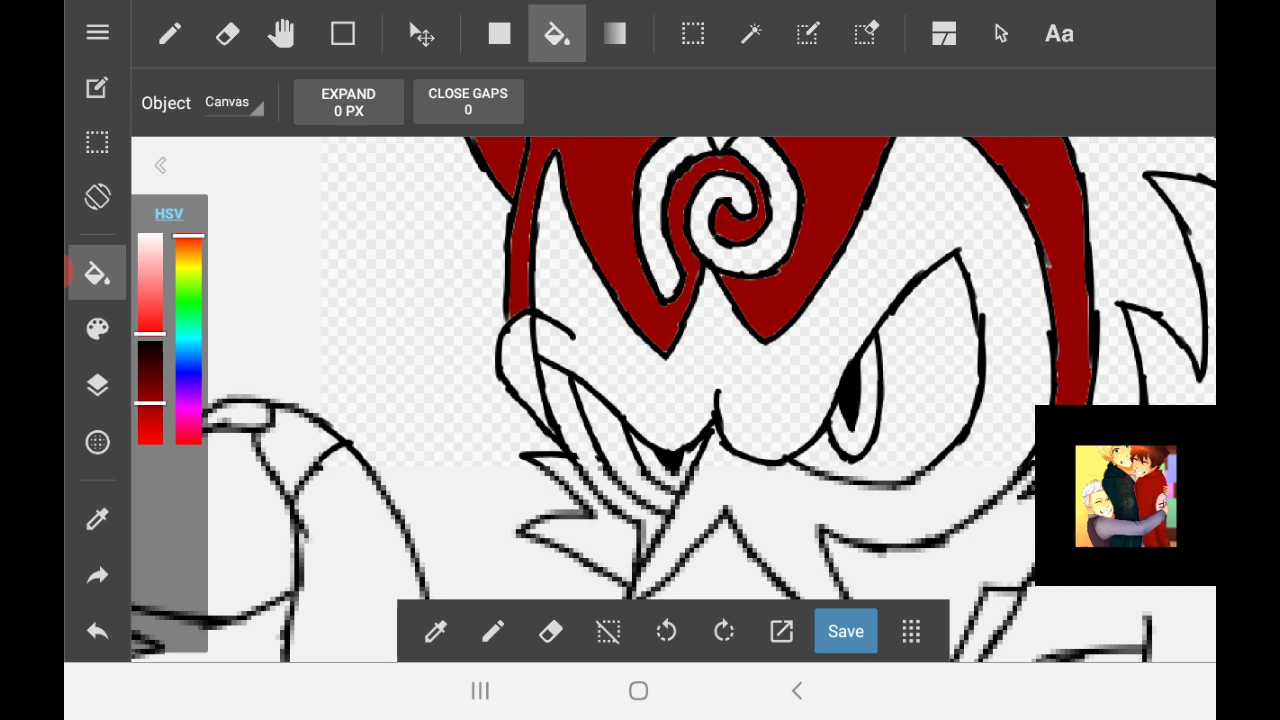 Aa
Object Canvas
EXPAND
0 PX
CLOSE GAPS
0
HSV
Save